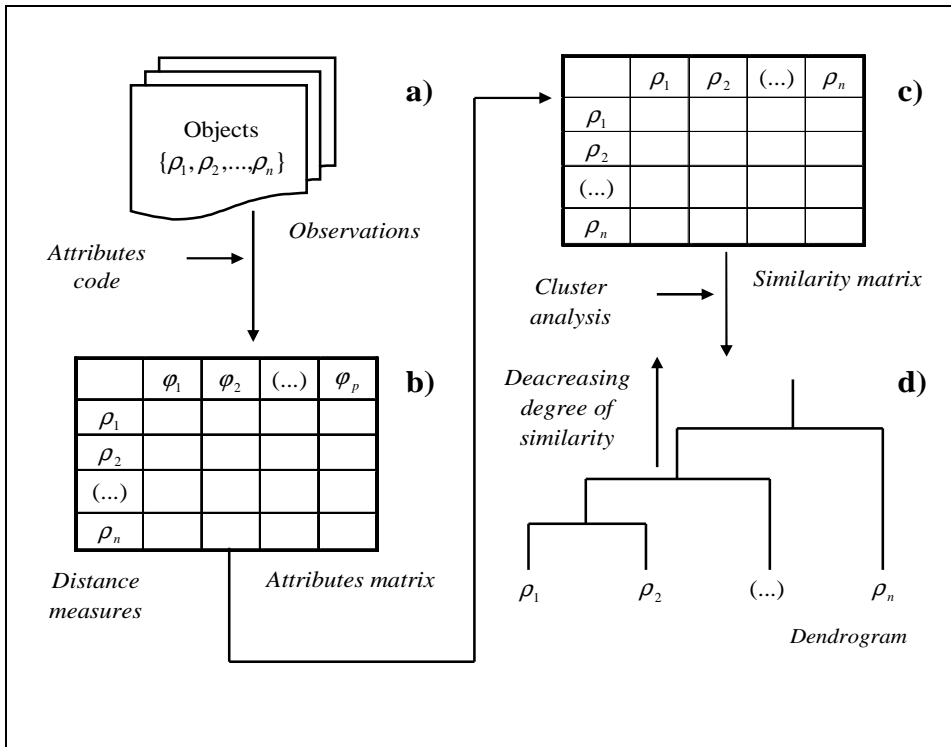 a)
Objects
{ρ₁,ρ₂,...,ρₙ}
Observations
Attributes
code
b)
φ₁ φ₂ (...) φₚ
ρ₁
ρ₂
(...)
ρₙ
Distance
measures
Attributes matrix
c)
ρ₁ ρ₂ (...) ρₙ
ρ₁
ρ₂
(...)
ρₙ
Cluster
analysis
Similarity matrix
d)
Deacreasing
degree of
similarity
ρ₁ ρ₂ (...) ρₙ
Dendrogram